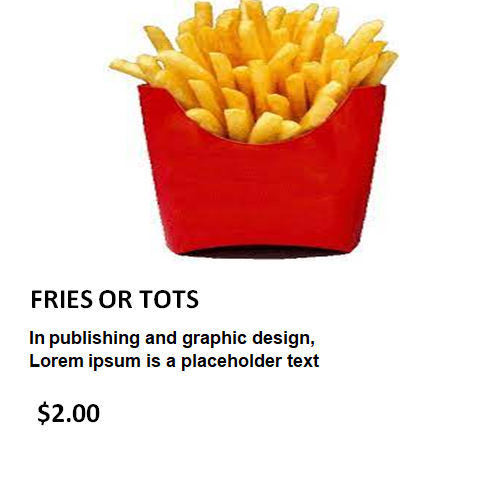 FRIES OR TOTS
In publishing and graphic design,
Lorem ipsum is a placeholder text
$2.00